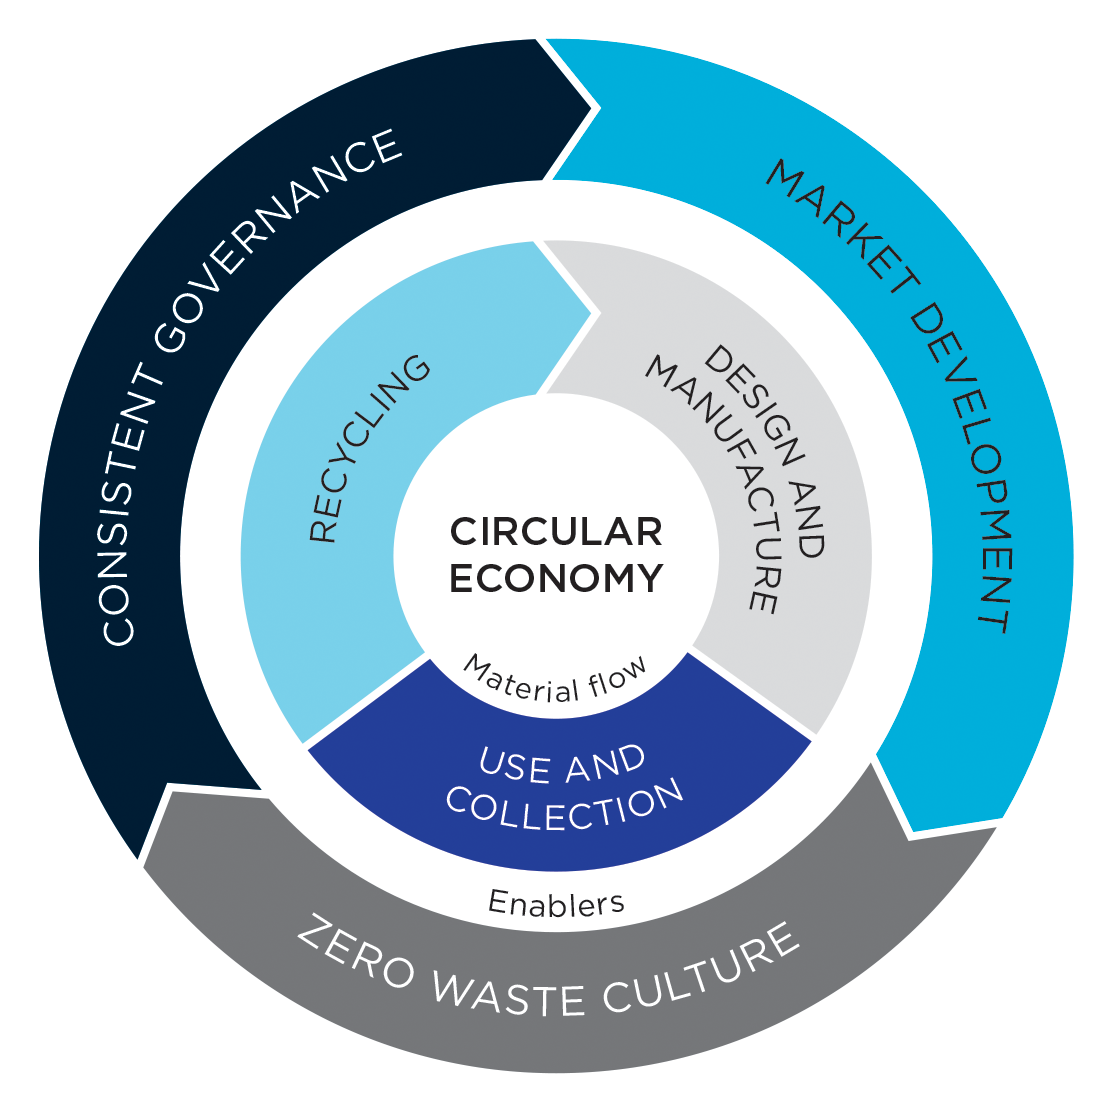 CONSISTENT GOVERNANCE
MARKET DEVELOPMENT
RECYCLING
DESIGN AND
MANUFACTURE
CIRCULAR
ECONOMY
Material flow
USE AND
COLLECTION
Enablers
ZERO WASTE CULTURE